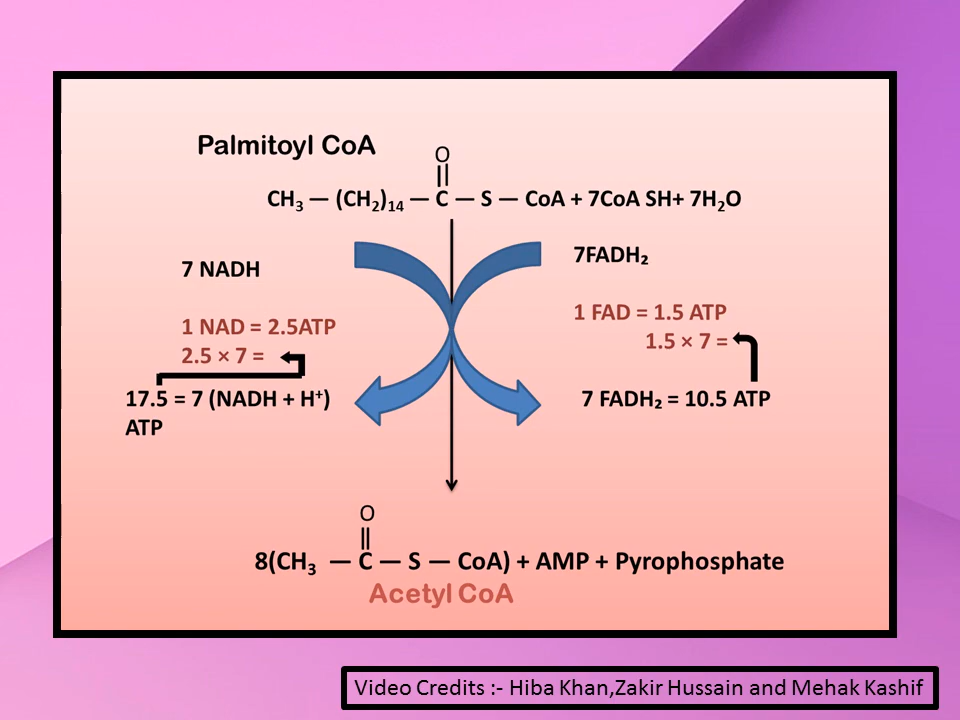 Palmitoyl CoA
O
||
CH₃ — (CH₂)₁₄ — C — S — CoA + 7CoA SH+ 7H₂O
7 NADH
7FADH₂
1 NAD = 2.5ATP
2.5 × 7 =
1 FAD = 1.5 ATP
1.5 × 7 =
17.5 = 7 (NADH + H⁺)
ATP
7 FADH₂ = 10.5 ATP
O
||
8(CH₃ — C — S — CoA) + AMP + Pyrophosphate
Acetyl CoA
Video Credits :- Hiba Khan,Zakir Hussain and Mehak Kashif